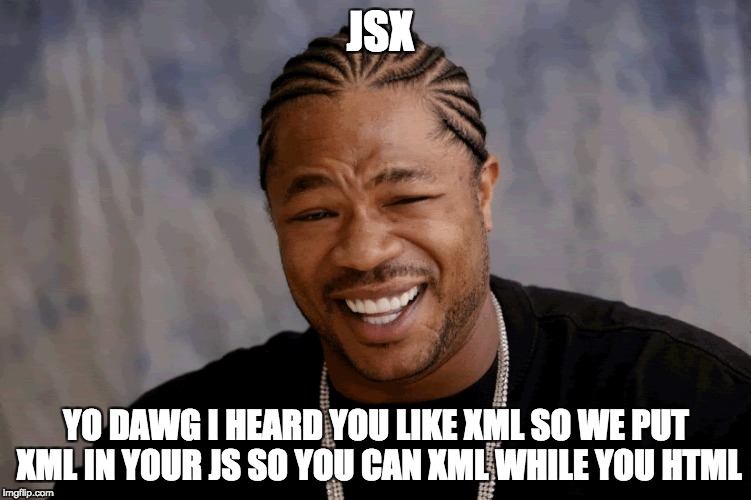 JSX
YO DAWG I HEARD YOU LIKE XML SO WE PUT
XML IN YOUR JS SO YOU CAN XML WHILE YOU HTML
imgflip.com